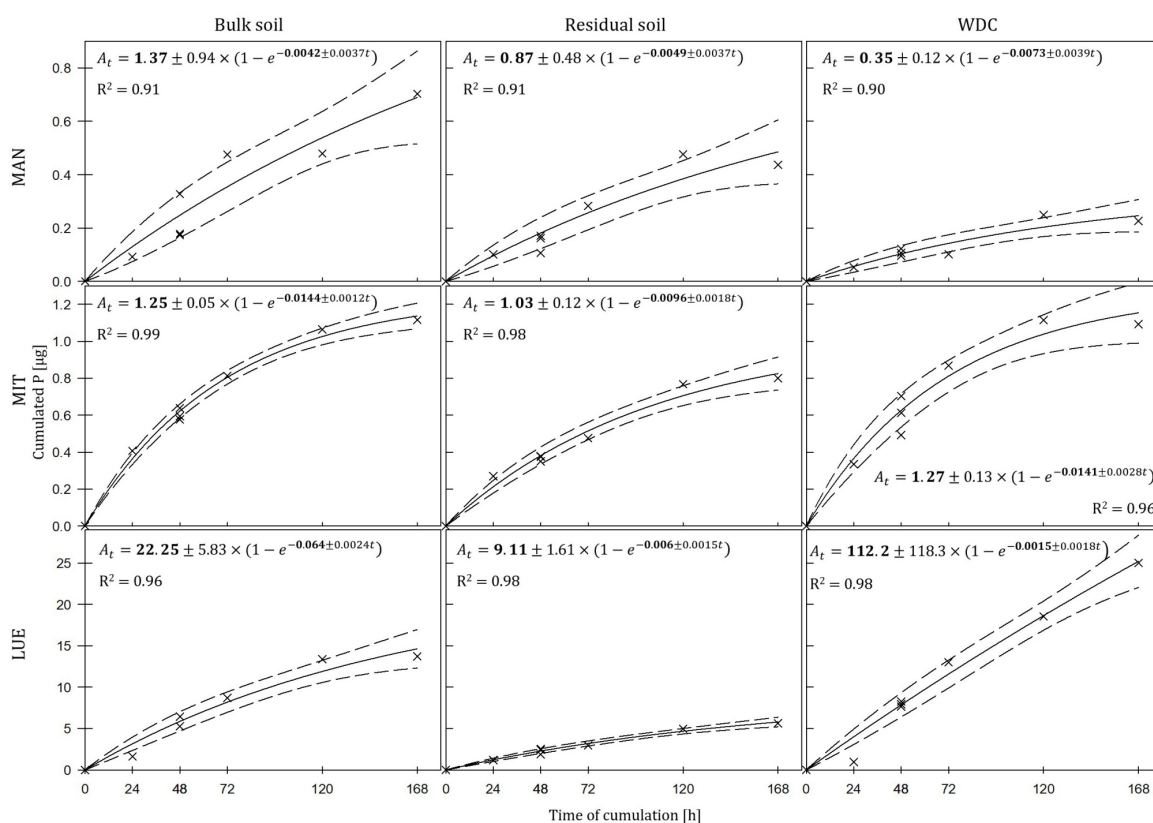 Bulk soil Residual soil WDC
MAN
A_t = 1.37 ± 0.94 × (1 − e^{-0.0042±0.0037t})
R² = 0.91
A_t = 0.87 ± 0.48 × (1 − e^{-0.0049±0.0037t})
R² = 0.91
A_t = 0.35 ± 0.12 × (1 − e^{-0.0073±0.0039t})
R² = 0.90
0.8
0.6
0.4
0.2
0.0
MIT
Cumulated P [µg]
A_t = 1.25 ± 0.05 × (1 − e^{-0.0144±0.0012t})
R² = 0.99
A_t = 1.03 ± 0.12 × (1 − e^{-0.0096±0.0018t})
R² = 0.98
A_t = 1.27 ± 0.13 × (1 − e^{-0.0141±0.0028t})
R² = 0.96
1.2
1.0
0.8
0.6
0.4
0.2
0.0
LUE
A_t = 22.25 ± 5.83 × (1 − e^{-0.064±0.0024t})
R² = 0.96
A_t = 9.11 ± 1.61 × (1 − e^{-0.006±0.0015t})
R² = 0.98
A_t = 112.2 ± 118.3 × (1 − e^{-0.0015±0.0018t})
R² = 0.98
25
20
15
10
5
0
0 24 48 72 120 168 0 24 48 72 120 168 0 24 48 72 120 168
Time of cumulation [h]